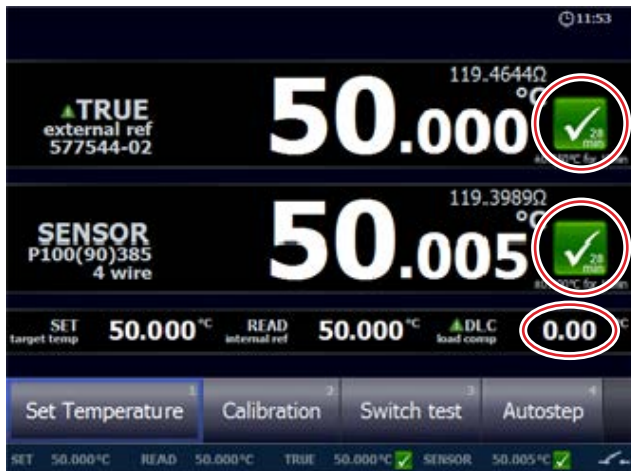 11:53
119.4644Ω
TRUE
external ref
577544-02
50.000 °C
28
min
119.3989Ω
SENSOR
P100(90)385
4 wire
50.005 °C
28
min
SET
target temp
50.000 °C
READ
internal ref
50.000 °C
DLC
load comp
0.00 °C
1 2 3 4
Set Temperature Calibration Switch test Autostep
SET 50.000°C READ 50.000°C TRUE 50.000°C SENSOR 50.005°C